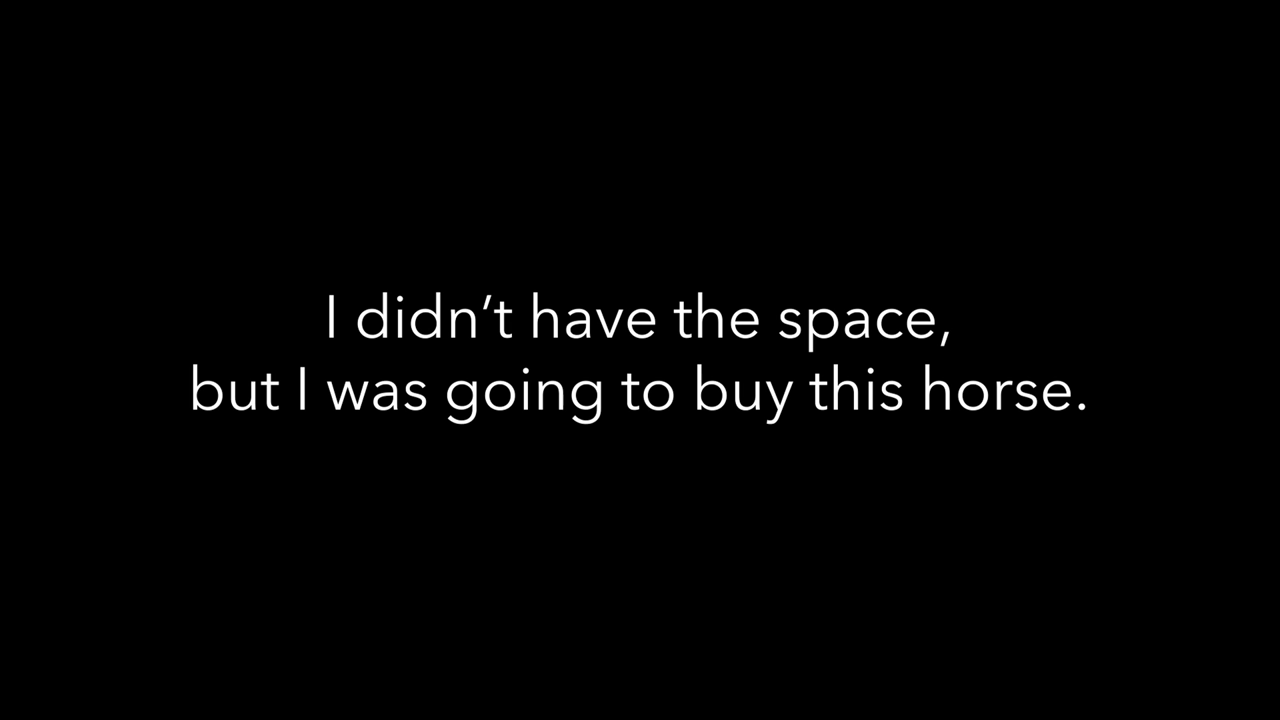 I didn’t have the space,
but I was going to buy this horse.